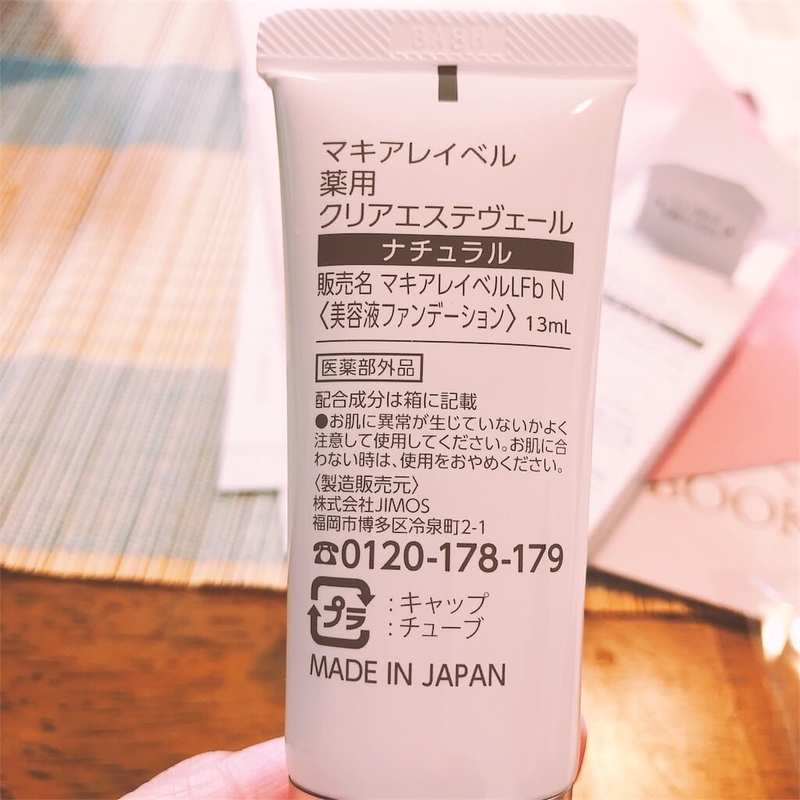 マキアレイベル
薬用
クリアエステヴェール
ナチュラル
販売名 マキアレイベルLFb N
〈美容液ファンデーション〉 13mL
医薬部外品
配合成分は箱に記載
●お肌に異常が生じていないかよく
注意して使用してください。お肌に合
わない時は、使用をおやめください。
〈製造販売元〉
株式会社JIMOS
福岡市博多区冷泉町2-1
☎0120-178-179
プラ
:キャップ
:チューブ
MADE IN JAPAN
BOOK